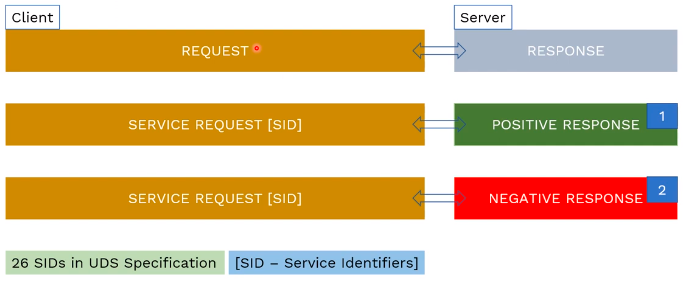 Client
Server
REQUEST
RESPONSE
SERVICE REQUEST [SID]
POSITIVE RESPONSE
1
SERVICE REQUEST [SID]
NEGATIVE RESPONSE
2
26 SIDs in UDS Specification
[SID – Service Identifiers]